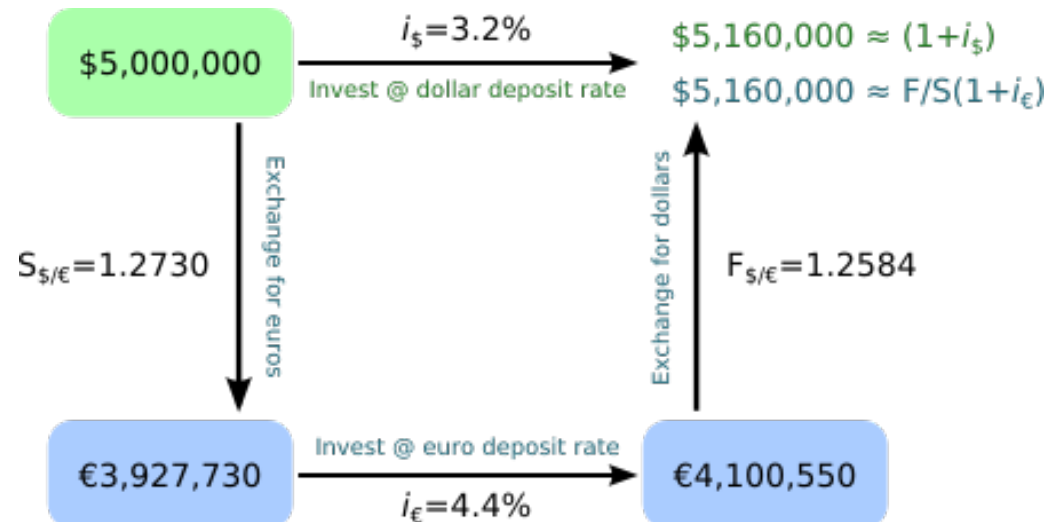 $5,000,000
i$=3.2%
Invest @ dollar deposit rate
$5,160,000 ≈ (1+i$)
$5,160,000 ≈ F/S(1+i€)
Exchange for euros
S$/€=1.2730
Exchange for dollars
F$/€=1.2584
€3,927,730
Invest @ euro deposit rate
i€=4.4%
€4,100,550